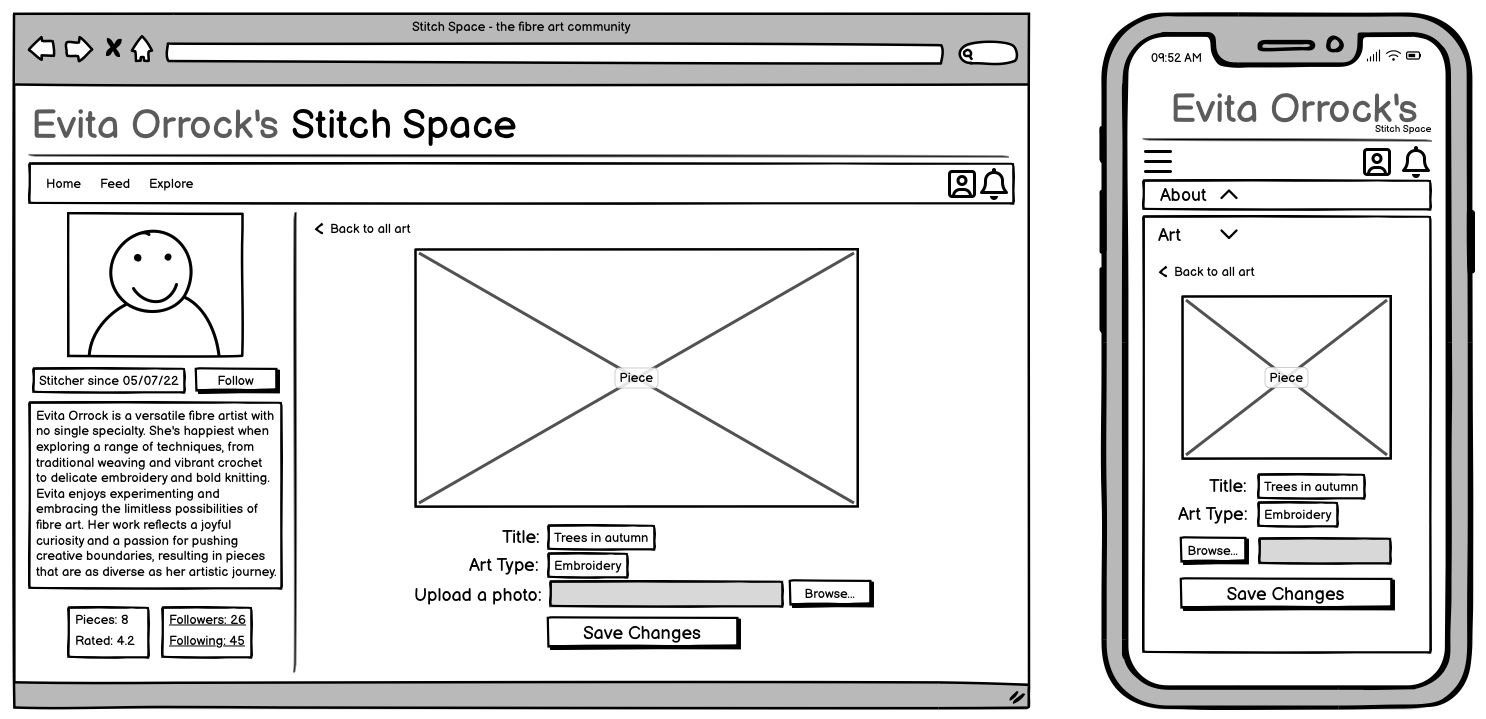 Stitch Space - the fibre art community
Evita Orrock's Stitch Space
Home Feed Explore
Stitcher since 05/07/22 Follow
Evita Orrock is a versatile fibre artist with
no single specialty. She's happiest when
exploring a range of techniques, from
traditional weaving and vibrant crochet
to delicate embroidery and bold knitting.
Evita enjoys experimenting and
embracing the limitless possibilities of
fibre art. Her work reflects a joyful
curiosity and a passion for pushing
creative boundaries, resulting in pieces
that are as diverse as her artistic journey.
Pieces: 8
Rated: 4.2
Followers: 26
Following: 45
Back to all art
Piece
Title: Trees in autumn
Art Type: Embroidery
Upload a photo: Browse...
Save Changes
09:52 AM
Evita Orrock's
Stitch Space
About
Art
Back to all art
Piece
Title: Trees in autumn
Art Type: Embroidery
Browse...
Save Changes